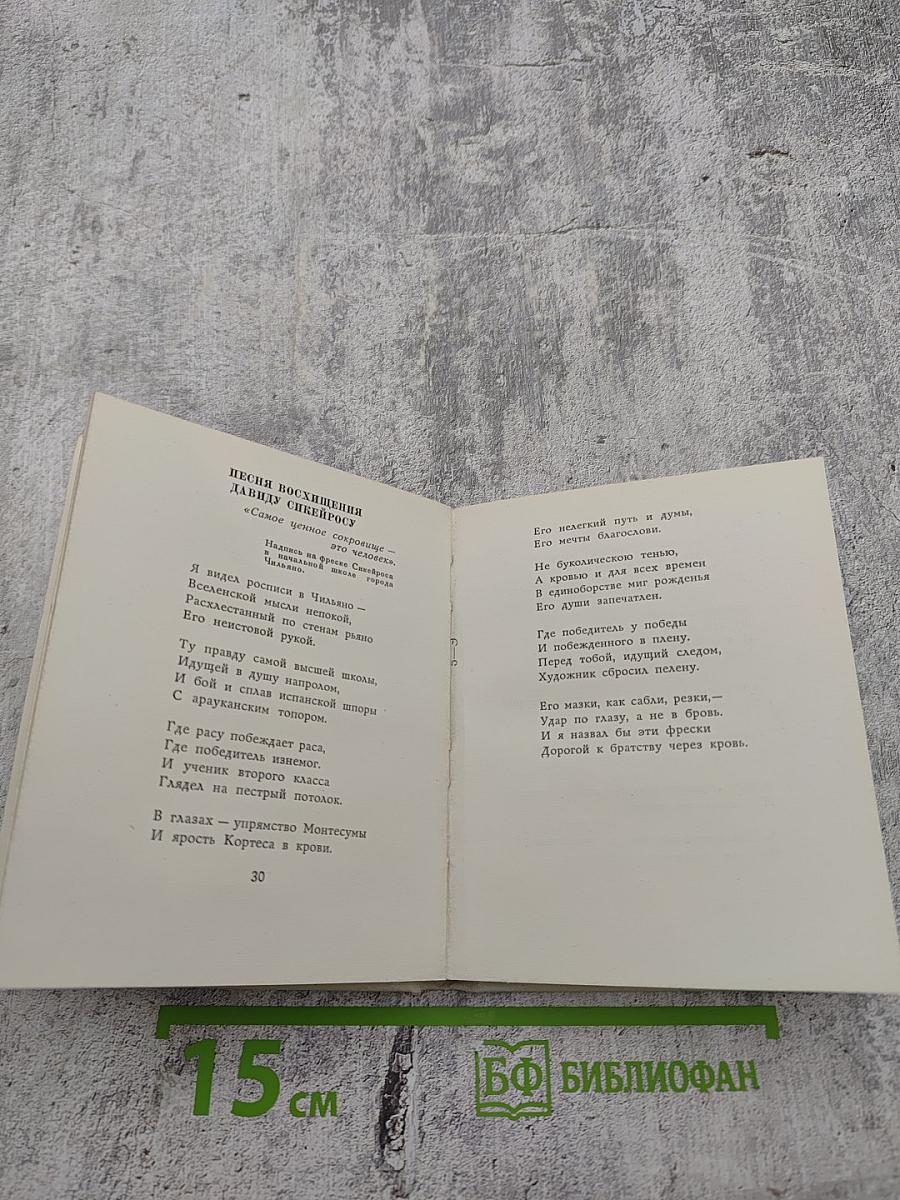 ПЕСНЯ ВОСХИЩЕНИЯ
ДАВИДУ СИКЕЙРОСУ
«Самое ценное сокровище —
это человек».
Надпись на фреске Сикейроса
в начальной школе города
Чильяно.
Я видел росписи в Чильяно —
Вселенской мысли непокой,
Расхлестанный по стенам рьяно
Его неистовой рукой.
Ту правду самой высшей школы,
Идущей в душу напролом,
И бой и сплав испанской шпоры
С арауканским топором.
Где расу побеждает раса,
Где победитель изнемог.
И ученик второго класса
Глядел на пестрый потолок.
В глазах — упрямство Монтесумы
И ярость Кортеса в крови.
30
Его нелегкий путь и думы,
Его мечты благослови.
Не буколическою тенью,
А кровью и для всех времен
В единоборстве миг рожденья
Его души запечатлен.
Где победитель у победы
И побежденного в плену.
Перед тобой, идущий следом,
Художник сбросил пелену.
Его мазки, как сабли, резки,—
Удар по глазу, а не в бровь.
И я назвал бы эти фрески
Дорогой к братству через кровь.
15 см
БФ БИБЛИОФАН